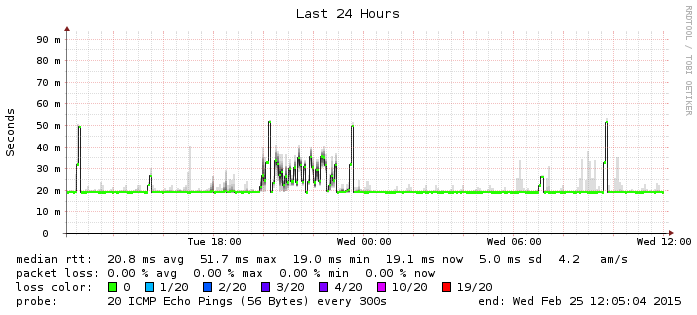 Last 24 Hours
RRDTOOL / TOBI OETIKER
Seconds
90 m
80 m
70 m
60 m
50 m
40 m
30 m
20 m
10 m
0
Tue 18:00 Wed 00:00 Wed 06:00 Wed 12:00
median rtt: 20.8 ms avg 51.7 ms max 19.0 ms min 19.1 ms now 5.0 ms sd 4.2 am/s
packet loss: 0.00 % avg 0.00 % max 0.00 % min 0.00 % now
loss color: 0 1/20 2/20 3/20 4/20 10/20 19/20
probe: 20 ICMP Echo Pings (56 Bytes) every 300s end: Wed Feb 25 12:05:04 2015